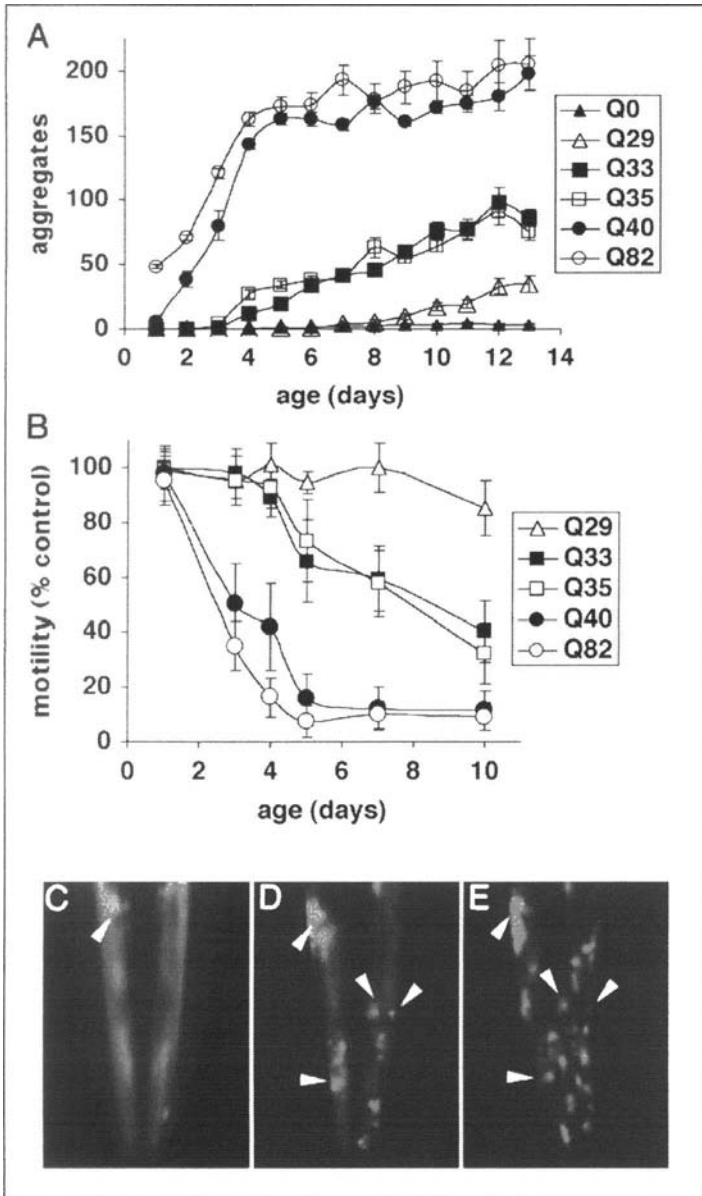 A
aggregates
200
150
100
50
0
0 2 4 6 8 10 12 14
age (days)
Q0
Q29
Q33
Q35
Q40
Q82
B
motility (% control)
100
80
60
40
20
0
0 2 4 6 8 10
age (days)
Q29
Q33
Q35
Q40
Q82
C D E